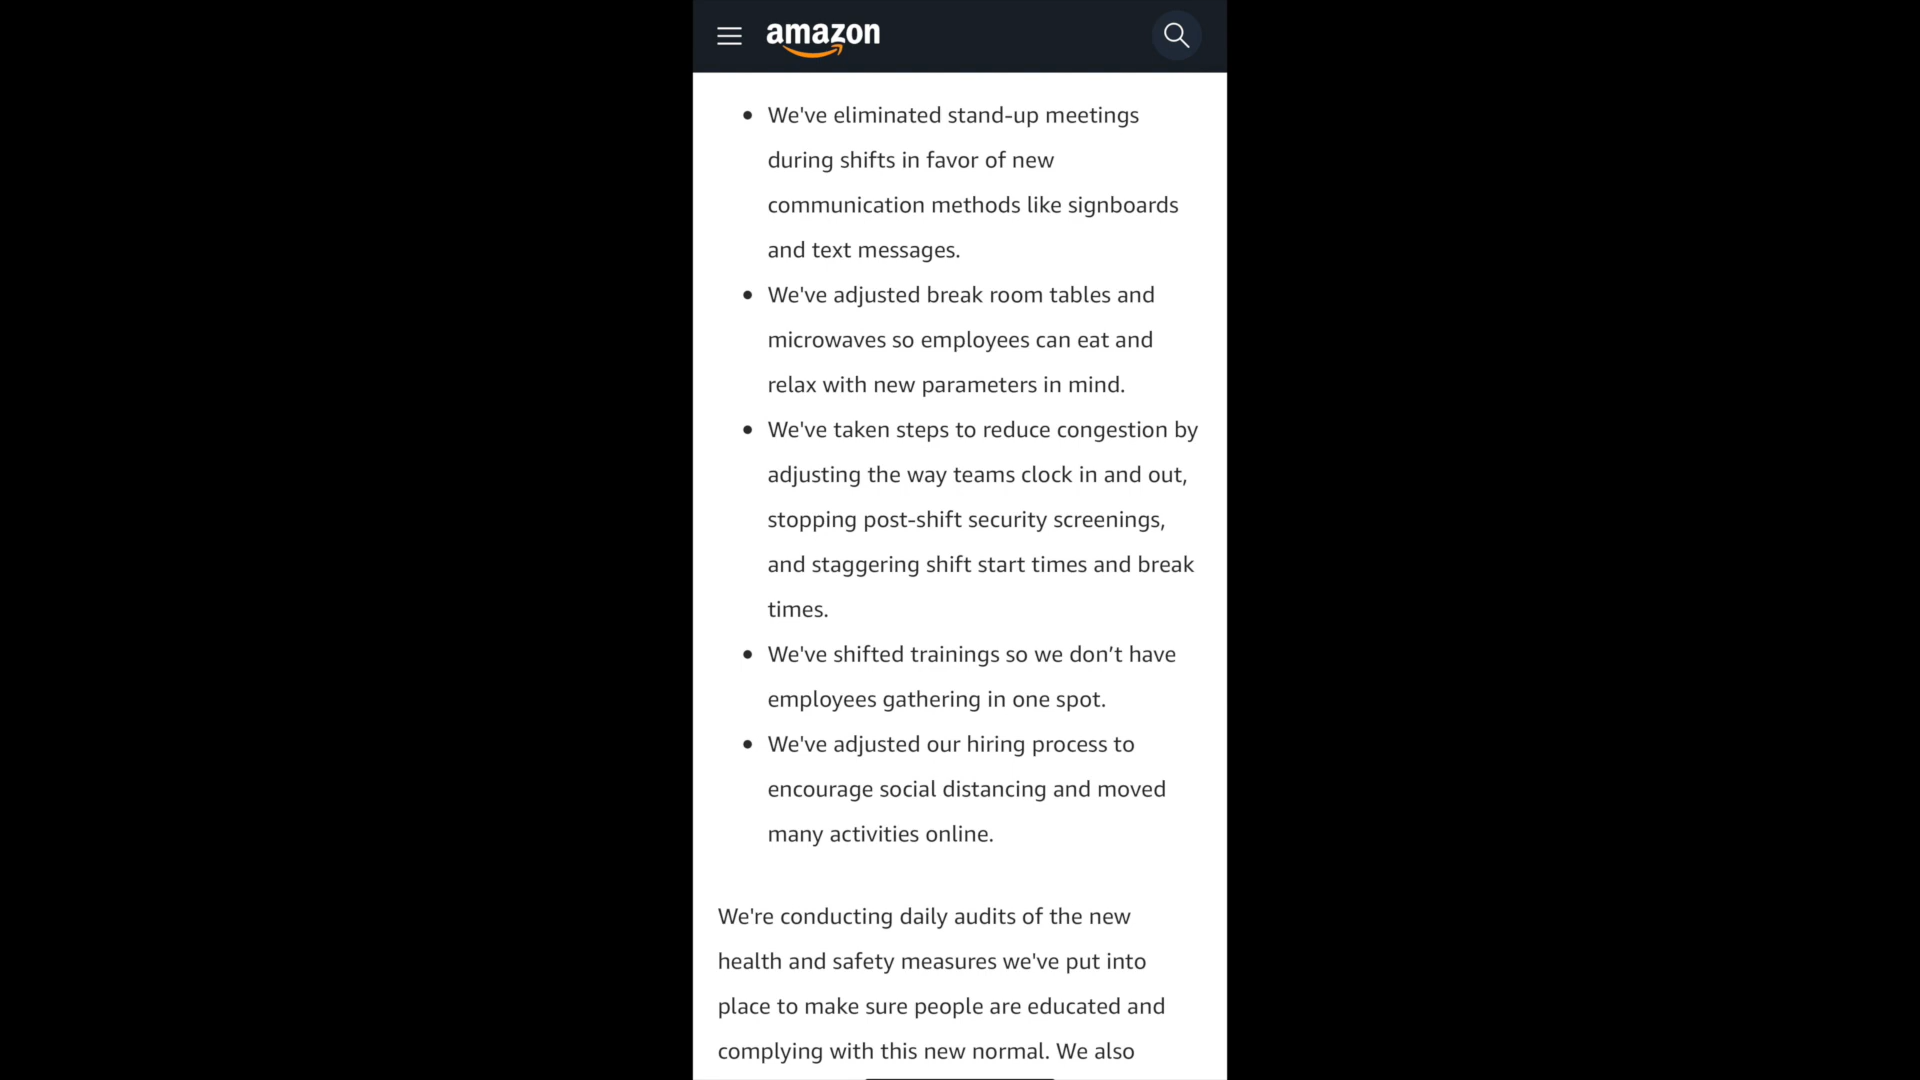 amazon
We've eliminated stand-up meetings
during shifts in favor of new
communication methods like signboards
and text messages.
We've adjusted break room tables and
microwaves so employees can eat and
relax with new parameters in mind.
We've taken steps to reduce congestion by
adjusting the way teams clock in and out,
stopping post-shift security screenings,
and staggering shift start times and break
times.
We've shifted trainings so we don’t have
employees gathering in one spot.
We've adjusted our hiring process to
encourage social distancing and moved
many activities online.
We're conducting daily audits of the new
health and safety measures we've put into
place to make sure people are educated and
complying with this new normal. We also